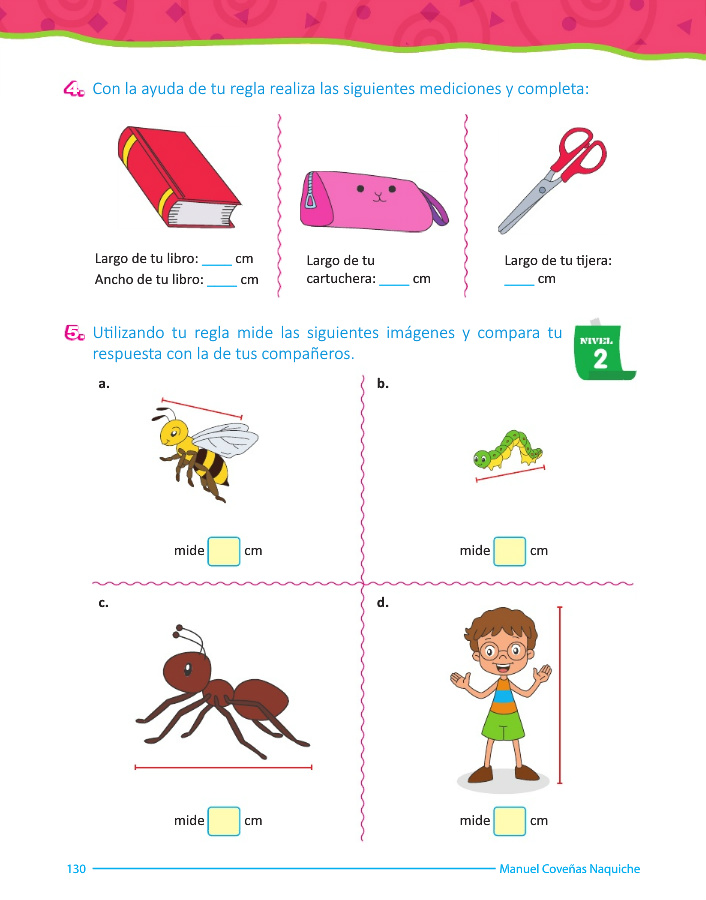 4. Con la ayuda de tu regla realiza las siguientes mediciones y completa:
Largo de tu libro: ____ cm
Ancho de tu libro: ____ cm
Largo de tu
cartuchera: ____ cm
Largo de tu tijera:
____ cm
5. Utilizando tu regla mide las siguientes imágenes y compara tu
respuesta con la de tus compañeros.
NIVEL
2
a.
mide cm
b.
mide cm
c.
mide cm
d.
mide cm
130
Manuel Coveñas Naquiche